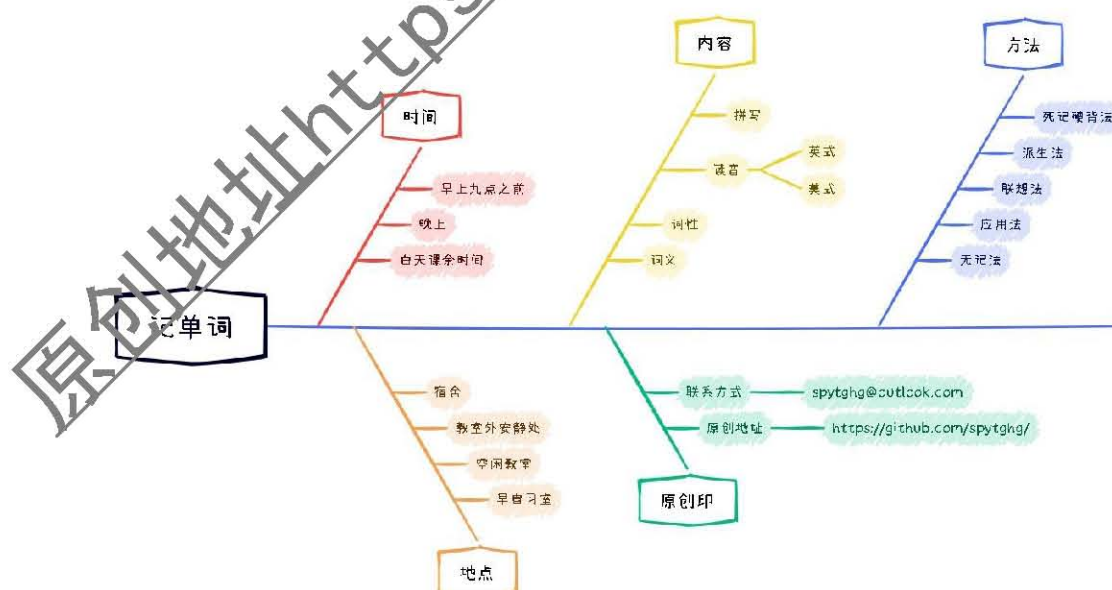 原创地址https
记单词
时间
早上九点之前
晚上
白天课余时间
内容
拼写
读音
英式
美式
词性
词义
方法
死记硬背法
派生法
联想法
应用法
无记法
宿舍
教室外安静处
空闲教室
早自习室
地点
联系方式
spytghg@outlook.com
原创地址
https://github.com/spytghg/
原创印